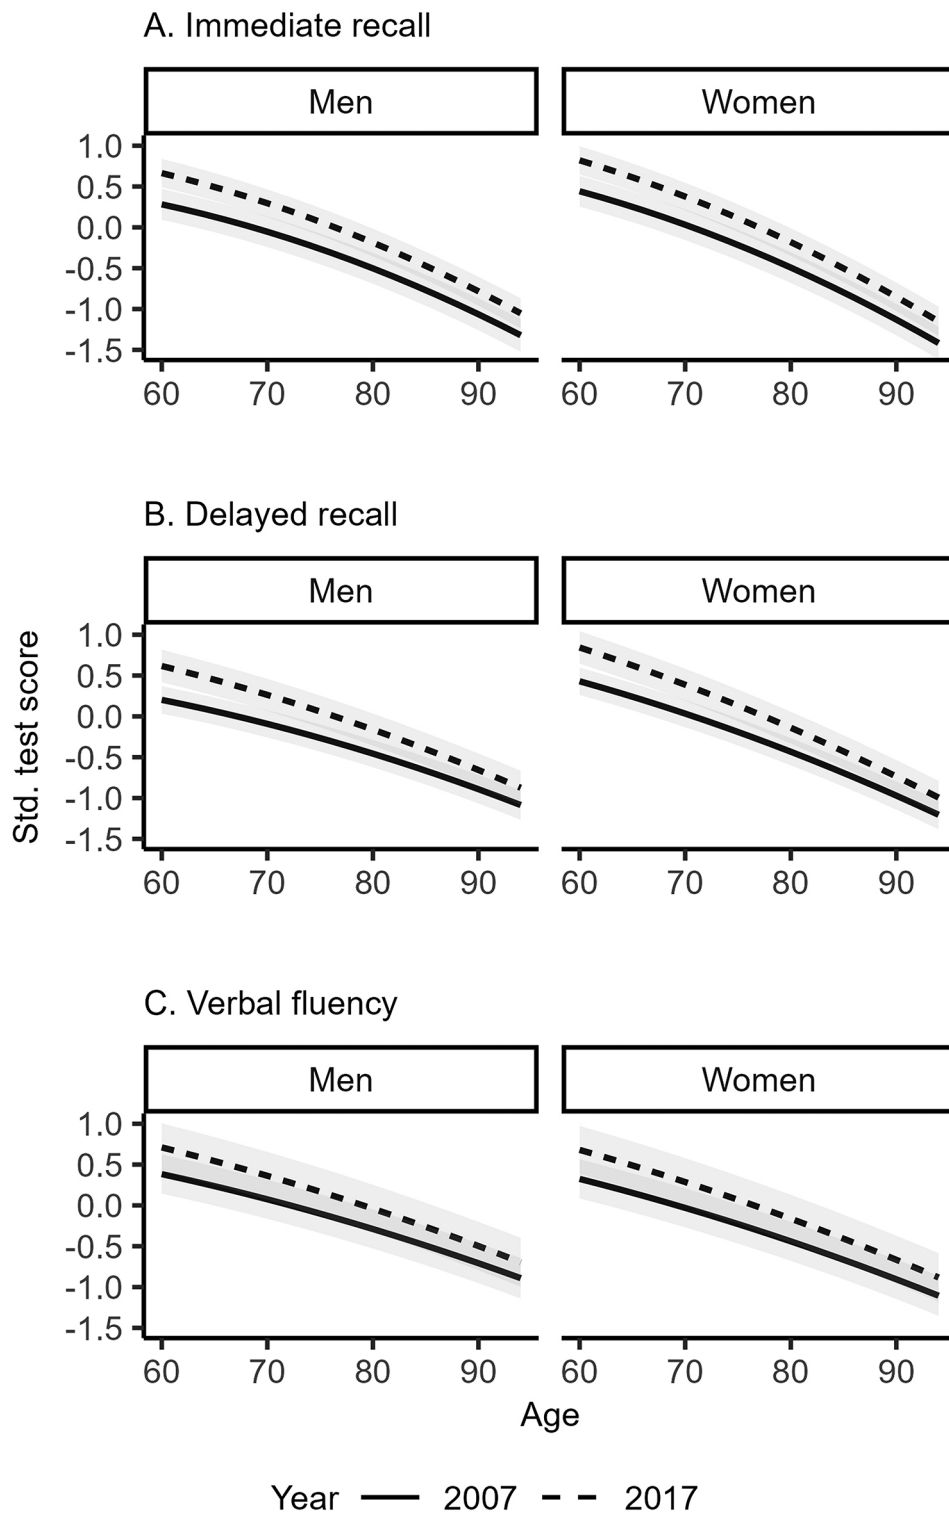 A. Immediate recall
Men Women
1.0
0.5
0.0
-0.5
-1.0
-1.5
60 70 80 90 60 70 80 90
B. Delayed recall
Men Women
Std. test score
1.0
0.5
0.0
-0.5
-1.0
-1.5
60 70 80 90 60 70 80 90
C. Verbal fluency
Men Women
1.0
0.5
0.0
-0.5
-1.0
-1.5
60 70 80 90 60 70 80 90
Age
Year 2007 2017